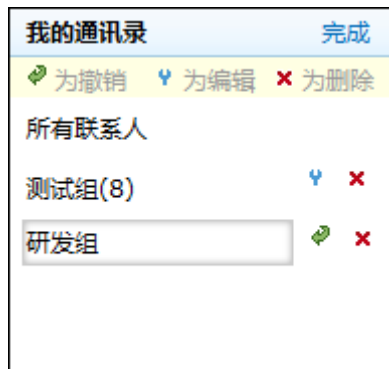 我的通讯录 完成
为撤销 为编辑 为删除
所有联系人
测试组(8)
研发组